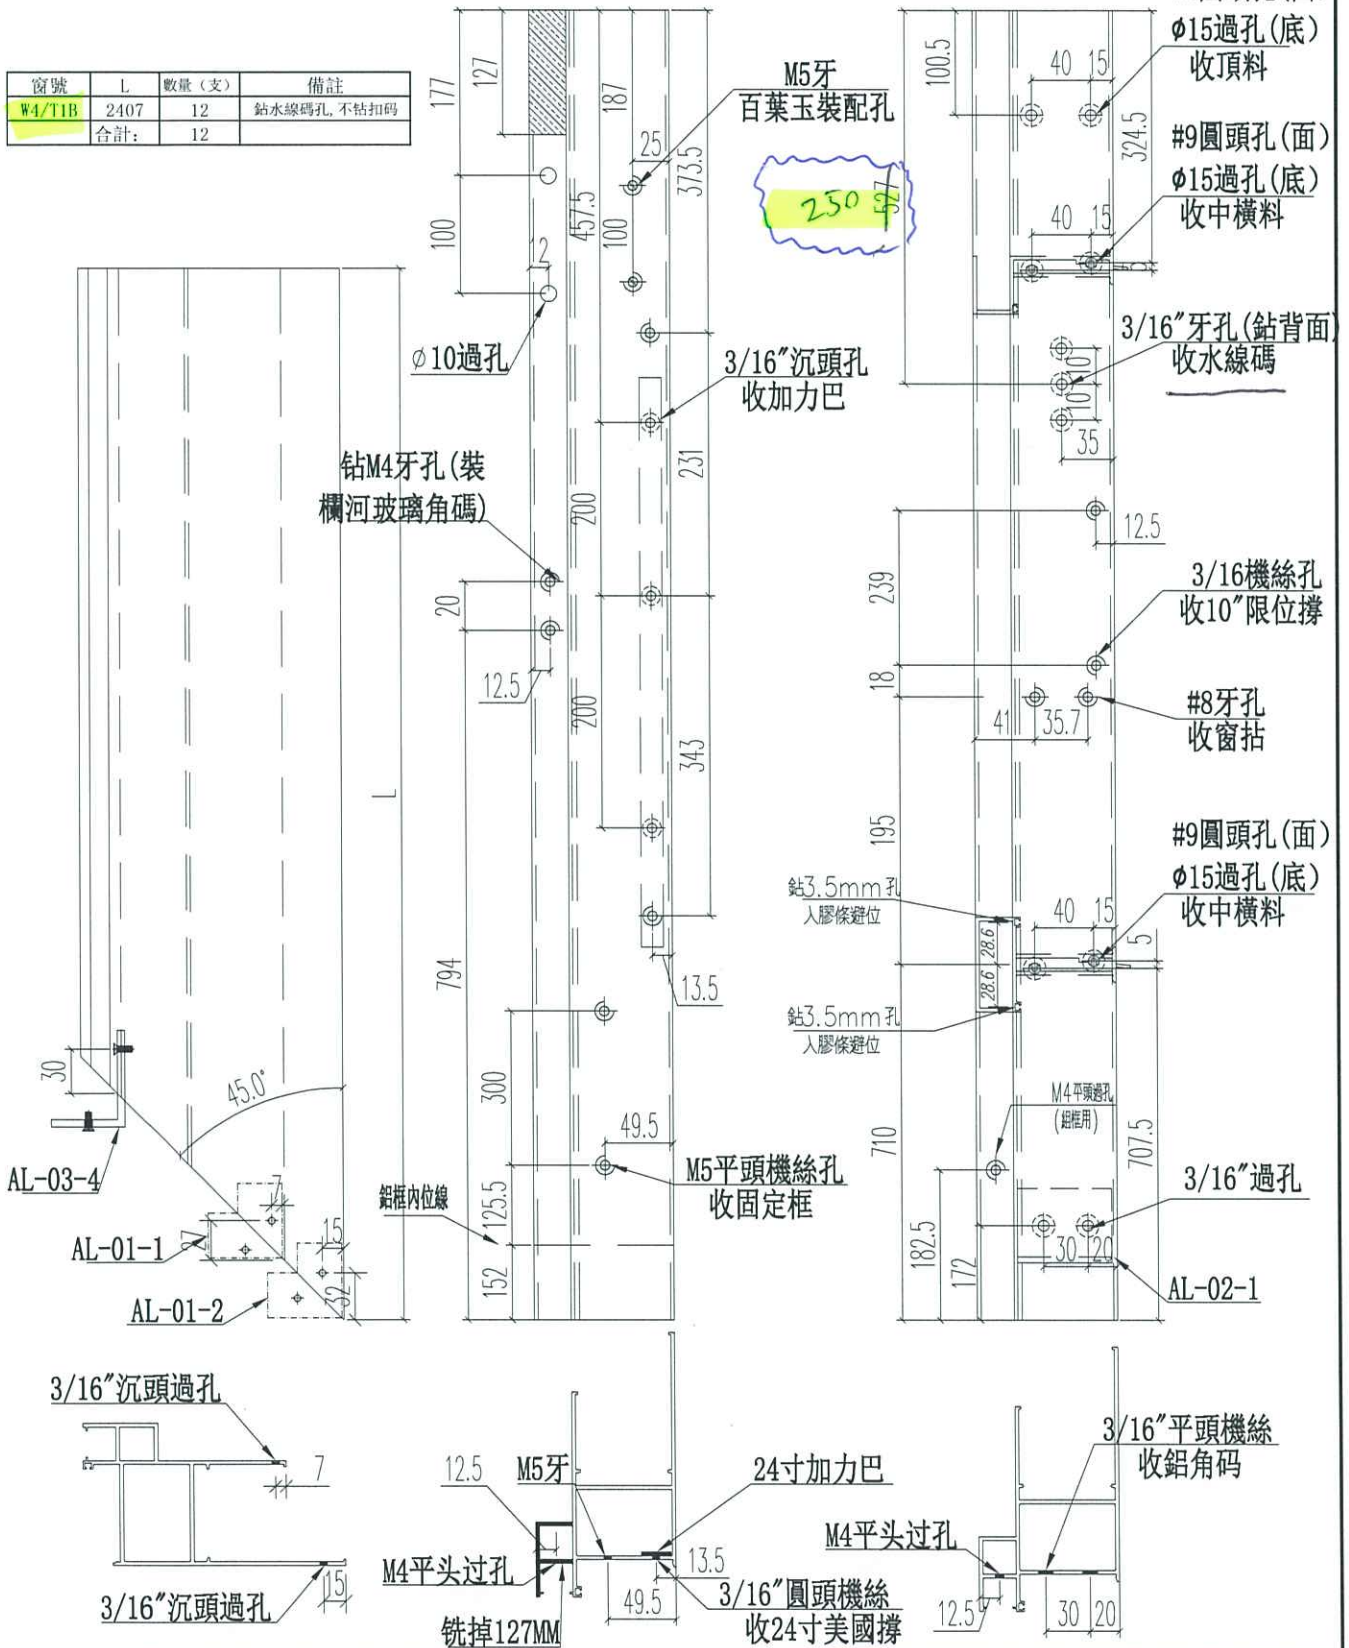 窗號 L 數量（支） 備註
W4/T1B 2407 12 鉆水線碼孔,不钻扣码
合計： 12
177
127
100
2
φ10過孔
187
25
373.5
457.5
100
M5牙
百葉玉裝配孔
250
527
3/16″沉頭孔
收加力巴
231
200
钻M4牙孔(裝
欄河玻璃角碼)
20
12.5
200
343
794
13.5
300
49.5
M5平頭機絲孔
收固定框
鋁框內位線
125.5
152
L
30
45.0°
AL-03-4
7
27
AL-01-1
15
32
AL-01-2
100.5
φ15過孔(底)
收頂料
40 15
324.5
#9圓頭孔(面)
φ15過孔(底)
收中橫料
40 15
5
3/16″牙孔(鉆背面)
收水線碼
10
10
35
12.5
239
3/16機絲孔
收10″限位撐
18
41 35.7
#8牙孔
收窗拈
195
#9圓頭孔(面)
φ15過孔(底)
收中橫料
鉆3.5mm孔
入膠條避位
40 15
5
28.6
28.6
鉆3.5mm孔
入膠條避位
M4平頭過孔
(鋁框用)
710
707.5
3/16″過孔
182.5
172
30 20
AL-02-1
3/16″沉頭過孔
7
15
3/16″沉頭過孔
12.5
M5牙
24寸加力巴
M4平头过孔
13.5
49.5
3/16″圓頭機絲
收24寸美國撐
铣掉127MM
3/16″平頭機絲
收鋁角码
M4平头过孔
12.5
30 20